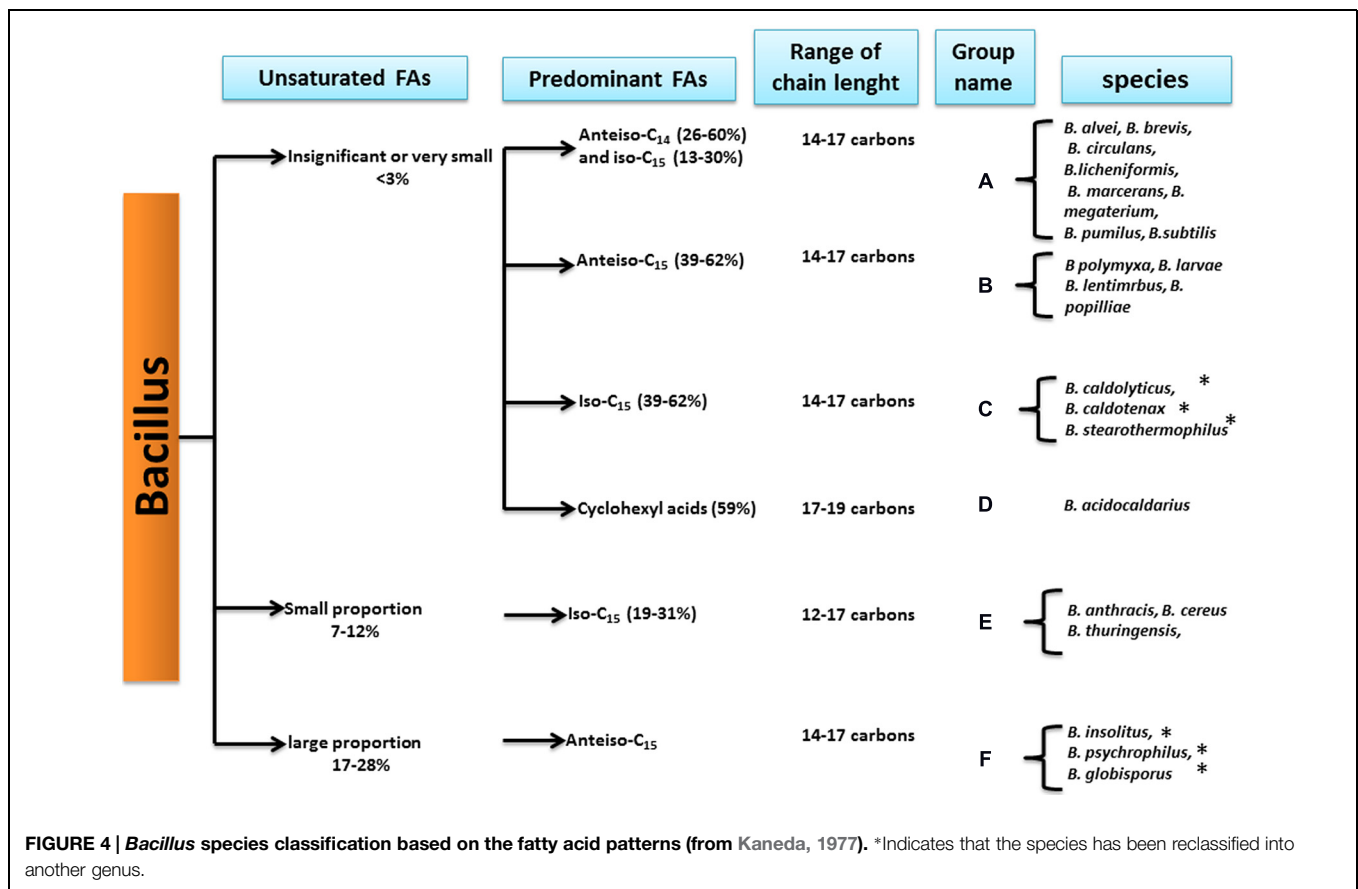 Unsaturated FAs
Predominant FAs
Range of
chain lenght
Group
name
species
Bacillus
Insignificant or very small
<3%
Anteiso-C₁₄ (26-60%)
and iso-C₁₅ (13-30%)
14-17 carbons
A
B. alvei, B. brevis,
B. circulans,
B.licheniformis,
B. marcerans, B.
megaterium,
B. pumilus, B.subtilis
Anteiso-C₁₅ (39-62%)
14-17 carbons
B
B polymyxa, B. larvae
B. lentimrbus, B.
popilliae
Iso-C₁₅ (39-62%)
14-17 carbons
C
B. caldolyticus, *
B. caldotenax *
B. stearothermophilus*
Cyclohexyl acids (59%)
17-19 carbons
D
B. acidocaldarius
Small proportion
7-12%
Iso-C₁₅ (19-31%)
12-17 carbons
E
B. anthracis, B. cereus
B. thuringensis,
large proportion
17-28%
Anteiso-C₁₅
14-17 carbons
F
B. insolitus, *
B. psychrophilus, *
B. globisporus *
FIGURE 4 | Bacillus species classification based on the fatty acid patterns (from Kaneda, 1977). *Indicates that the species has been reclassified into
another genus.